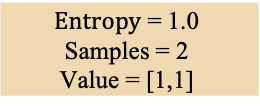 Entropy = 1.0
Samples = 2
Value = [1,1]